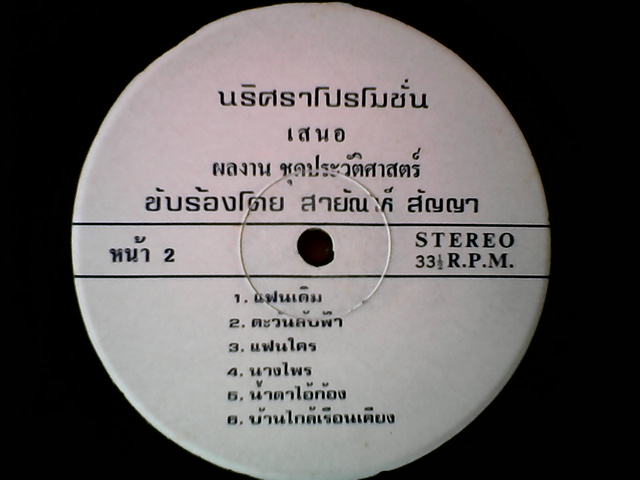 นริศราโปรโมชั่น
เสนอ
ผลงาน ชุดประวัติศาสตร์
ขับร้องโดย สายัณห์ สัญญา
หน้า 2
STEREO
33½ R.P.M.
1. แฟนเดิม
2. ตะวันลับฟ้า
3. แฟนใคร
4. นางไพร
5. น้ำตาไอ้ก้อง
6. บ้านใกล้เรือนเคียง